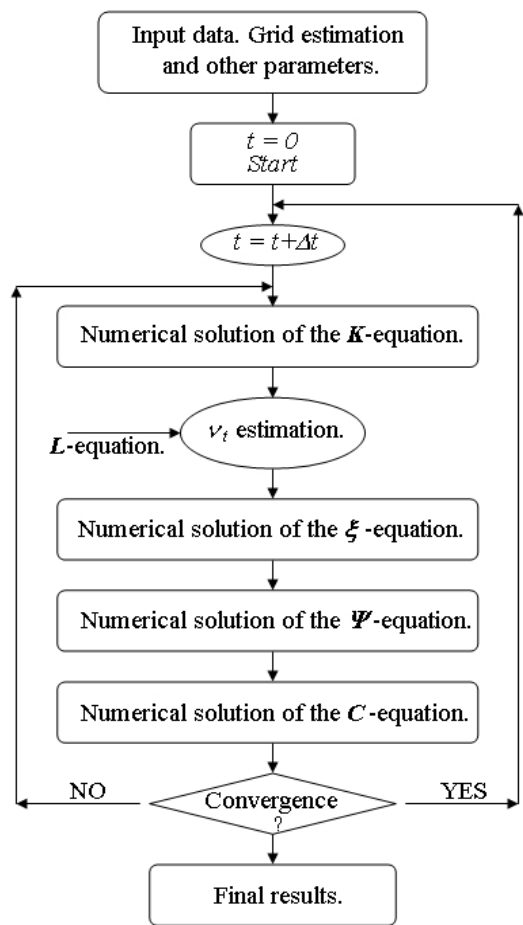 Input data. Grid estimation
and other parameters.
t = 0
Start
t = t+Δt
Numerical solution of the K-equation.
ν_t estimation.
L-equation.
Numerical solution of the ξ -equation.
Numerical solution of the Ψ-equation.
Numerical solution of the C -equation.
NO
Convergence
?
YES
Final results.